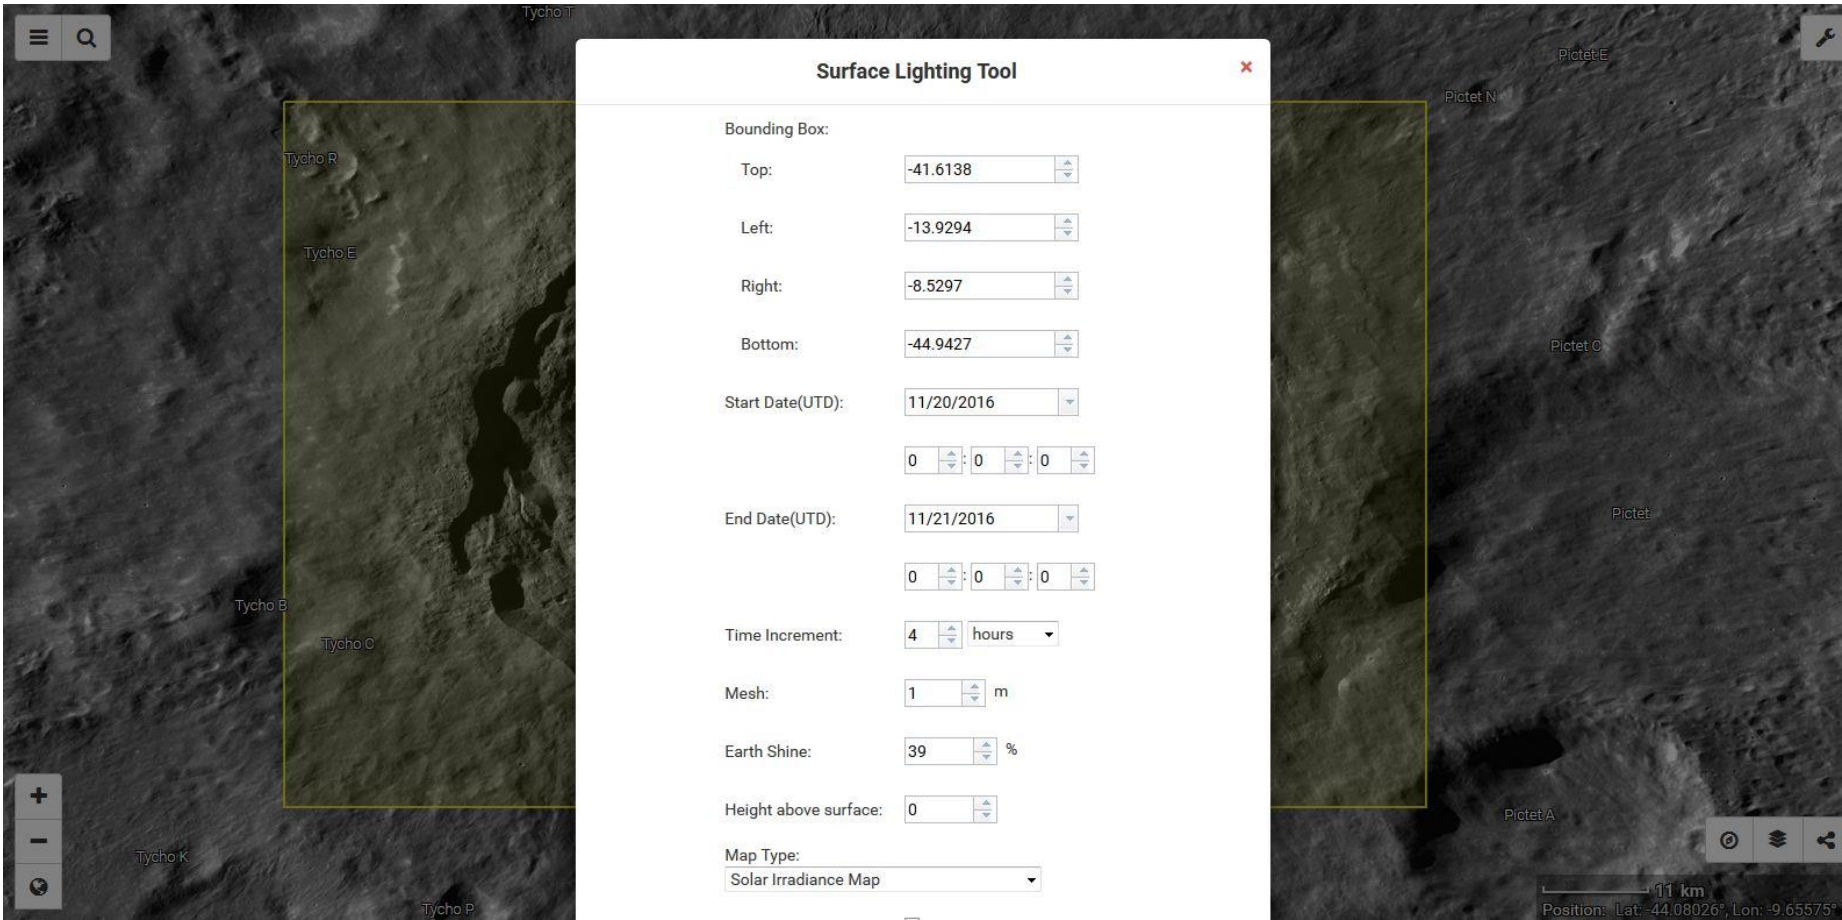 Tycho T
Surface Lighting Tool
×
Pictet E
Pictet N
Bounding Box:
Tycho R
Top: -41.6138
Left: -13.9294
Tycho E
Right: -8.5297
Bottom: -44.9427
Pictet C
Start Date(UTD): 11/20/2016
0 : 0 : 0
End Date(UTD): 11/21/2016
Pictet
0 : 0 : 0
Tycho B
Time Increment: 4 hours
Tycho C
Mesh: 1 m
Earth Shine: 39 %
Height above surface: 0
Pictet A
Map Type:
Tycho K
Solar Irradiance Map
11 km
Tycho P
Position: Lat: -44.08026°, Lon: -9.65575°